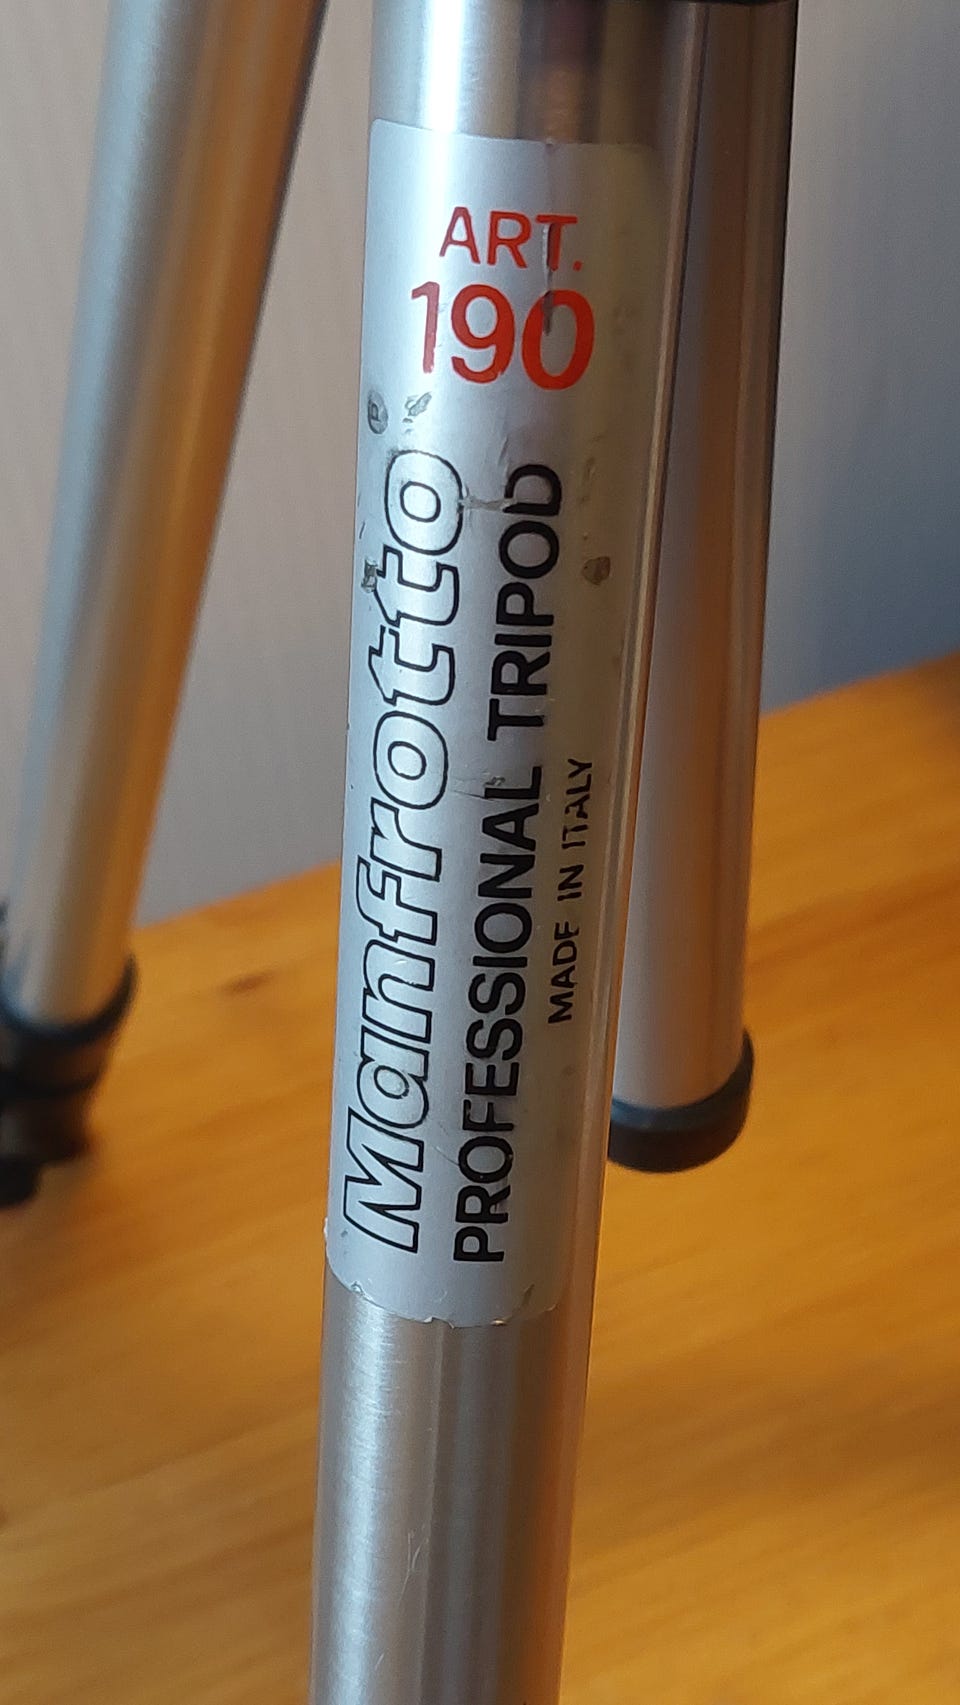 ART.
190
Manfrotto
PROFESSIONAL TRIPOD
MADE IN ITALY